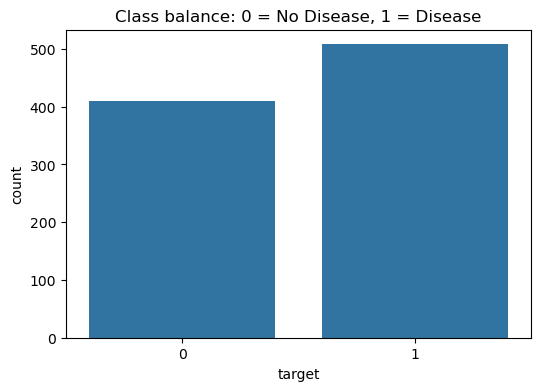 Class balance: 0 = No Disease, 1 = Disease
500
400
300
200
100
0
count
0 1
target